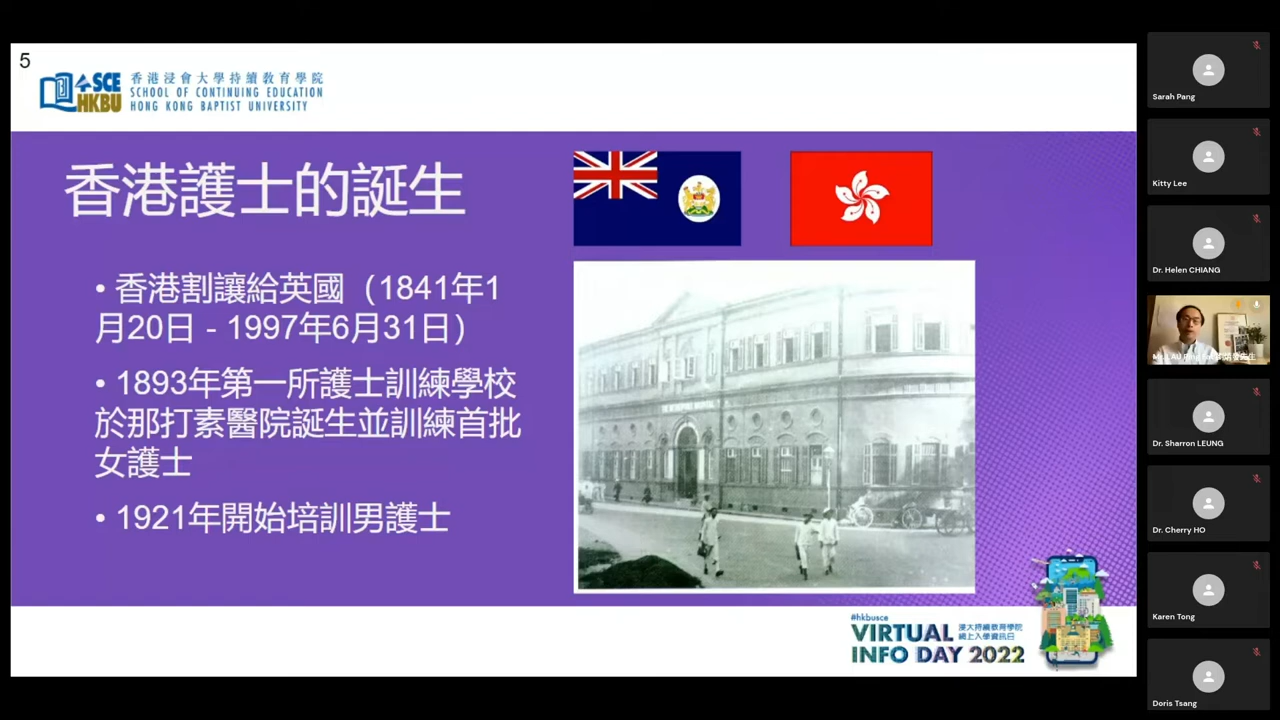 5
SCE
HKBU
香港浸會大學持續教育學院
SCHOOL OF CONTINUING EDUCATION
HONG KONG BAPTIST UNIVERSITY
香港護士的誕生
• 香港割讓給英國（1841年1
月20日 - 1997年6月31日）
• 1893年第一所護士訓練學校
於那打素醫院誕生並訓練首批
女護士
• 1921年開始培訓男護士
#hkbusce
VIRTUAL 浸大持續教育學院
網上入學資訊日
INFO DAY 2022
Sarah Pang
Kitty Lee
Dr. Helen CHIANG
Dr. Sharron LEUNG
Dr. Cherry HO
Karen Tong
Doris Tsang